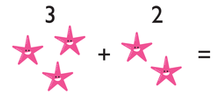 3 2
+ =